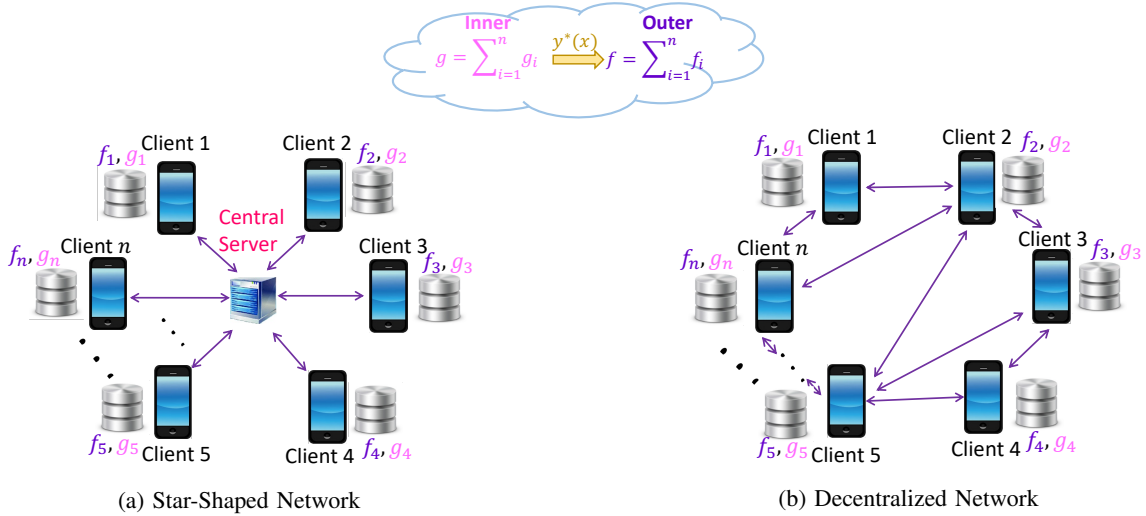 Inner
Outer
g = ∑_{i=1}^{n} g_i
y*(x)
f = ∑_{i=1}^{n} f_i
Client 1
Client 2
f_1, g_1
f_2, g_2
Central
Server
Client n
Client 3
f_n, g_n
f_3, g_3
f_5, g_5
Client 5
Client 4
f_4, g_4
(a) Star-Shaped Network
Client 1
Client 2
f_1, g_1
f_2, g_2
Client n
Client 3
f_n, g_n
f_3, g_3
f_5, g_5
Client 5
Client 4
f_4, g_4
(b) Decentralized Network